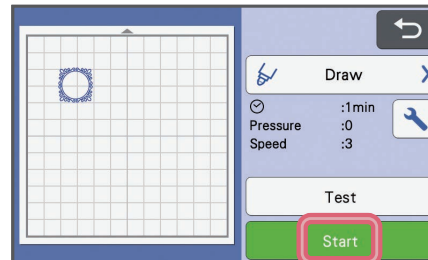 Draw
:1min
Pressure :0
Speed :3
Test
Start